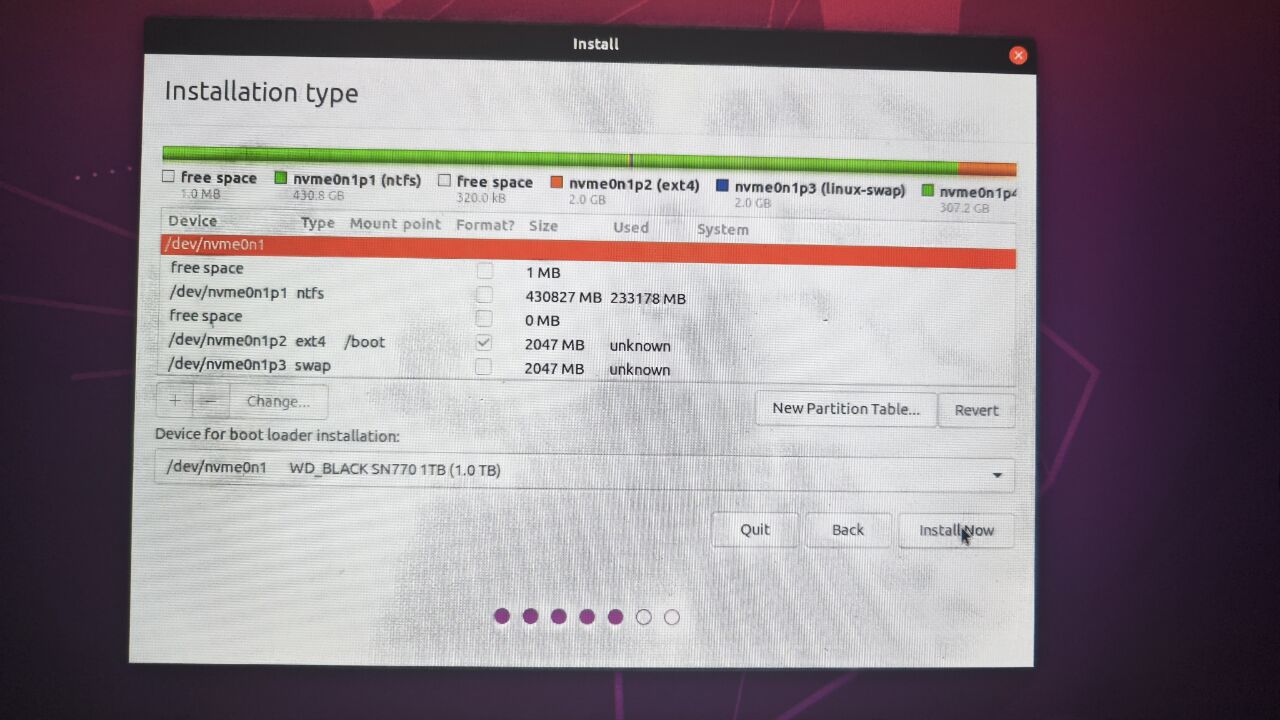 Install
Installation type
free space nvme0n1p1 (ntfs) free space nvme0n1p2 (ext4) nvme0n1p3 (linux-swap) nvme0n1p4
1.0 MB 430.8 GB 320.0 kB 2.0 GB 2.0 GB 307.2 GB
Device Type Mount point Format? Size Used System
/dev/nvme0n1
free space 1 MB
/dev/nvme0n1p1 ntfs 430827 MB 233178 MB
free space 0 MB
/dev/nvme0n1p2 ext4 /boot 2047 MB unknown
/dev/nvme0n1p3 swap 2047 MB unknown
+ − Change... New Partition Table... Revert
Device for boot loader installation:
/dev/nvme0n1 WD_BLACK SN770 1TB (1.0 TB)
Quit Back Install Now